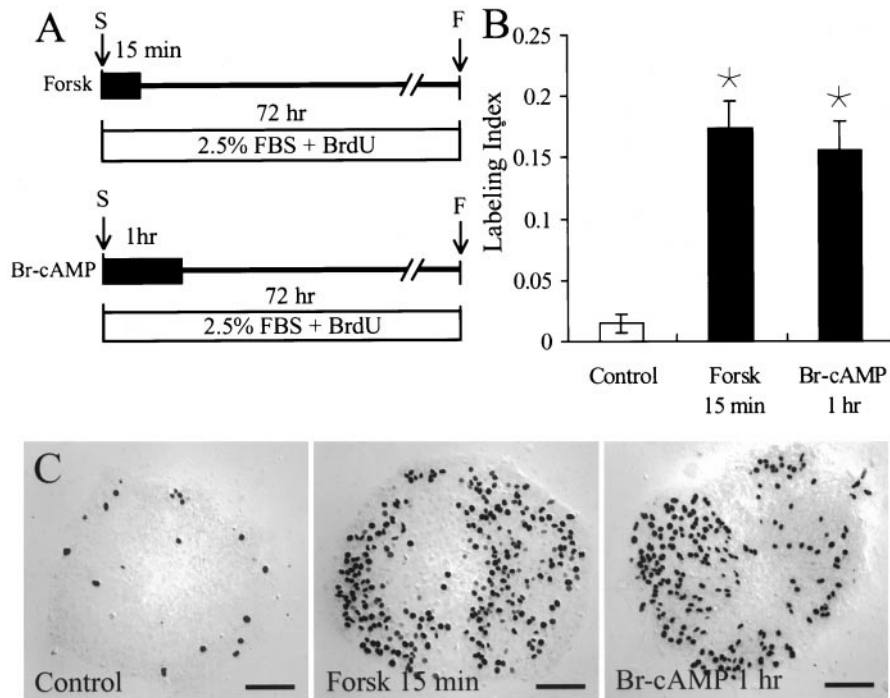 A
S
F
15 min
Forsk
72 hr
2.5% FBS + BrdU
S
F
1hr
Br-cAMP
72 hr
2.5% FBS + BrdU
B
Labeling Index
0.25
0.2
0.15
0.1
0.05
0
Control
Forsk
15 min
Br-cAMP
1 hr
C
Control
Forsk 15 min
Br-cAMP 1 hr